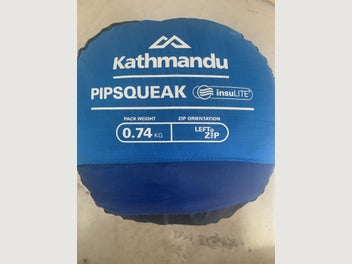 Kathmandu
PIPSQUEAK insuLITE
PACK WEIGHT ZIP ORIENTATION
0.74 KG LEFT ZIP